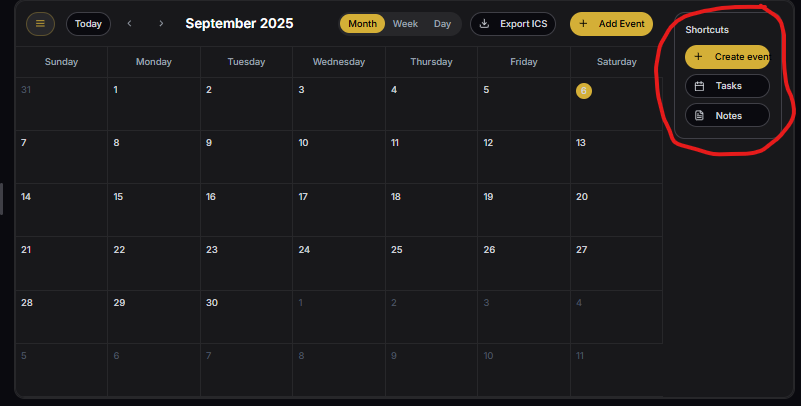 Today September 2025 Month Week Day Export ICS Add Event
Sunday Monday Tuesday Wednesday Thursday Friday Saturday
31 1 2 3 4 5 6
7 8 9 10 11 12 13
14 15 16 17 18 19 20
21 22 23 24 25 26 27
28 29 30 1 2 3 4
5 6 7 8 9 10 11
Shortcuts
Create event
Tasks
Notes